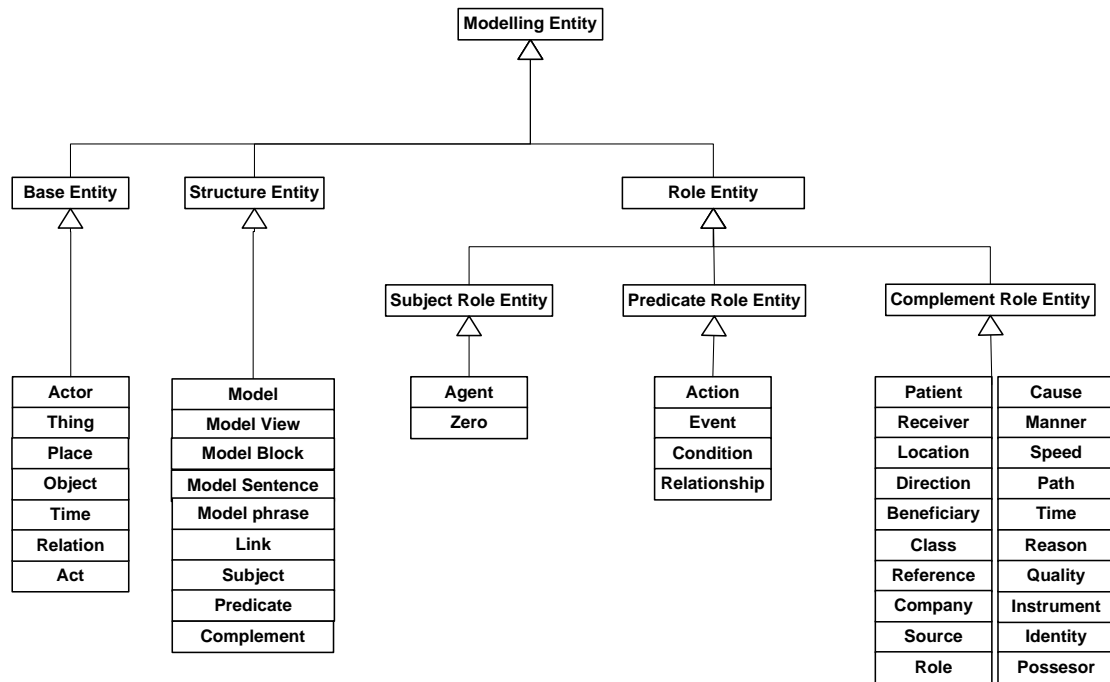 Modelling Entity
Base Entity
Structure Entity
Role Entity
Subject Role Entity
Predicate Role Entity
Complement Role Entity
Actor
Thing
Place
Object
Time
Relation
Act
Model
Model View
Model Block
Model Sentence
Model phrase
Link
Subject
Predicate
Complement
Agent
Zero
Action
Event
Condition
Relationship
Patient
Receiver
Location
Direction
Beneficiary
Class
Reference
Company
Source
Role
Cause
Manner
Speed
Path
Time
Reason
Quality
Instrument
Identity
Possesor